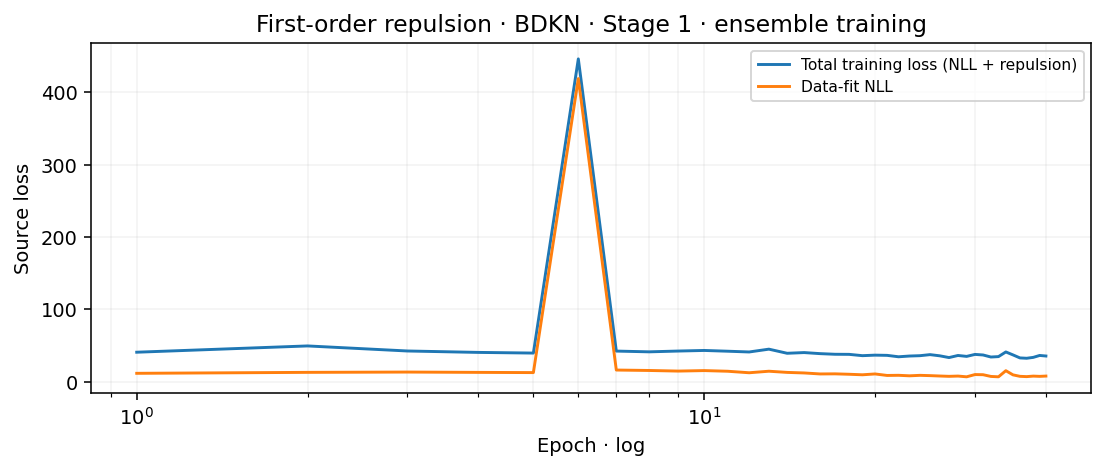 First-order repulsion · BDKN · Stage 1 · ensemble training
Total training loss (NLL + repulsion)
Data-fit NLL
Source loss
400
300
200
100
0
10⁰
10¹
Epoch · log